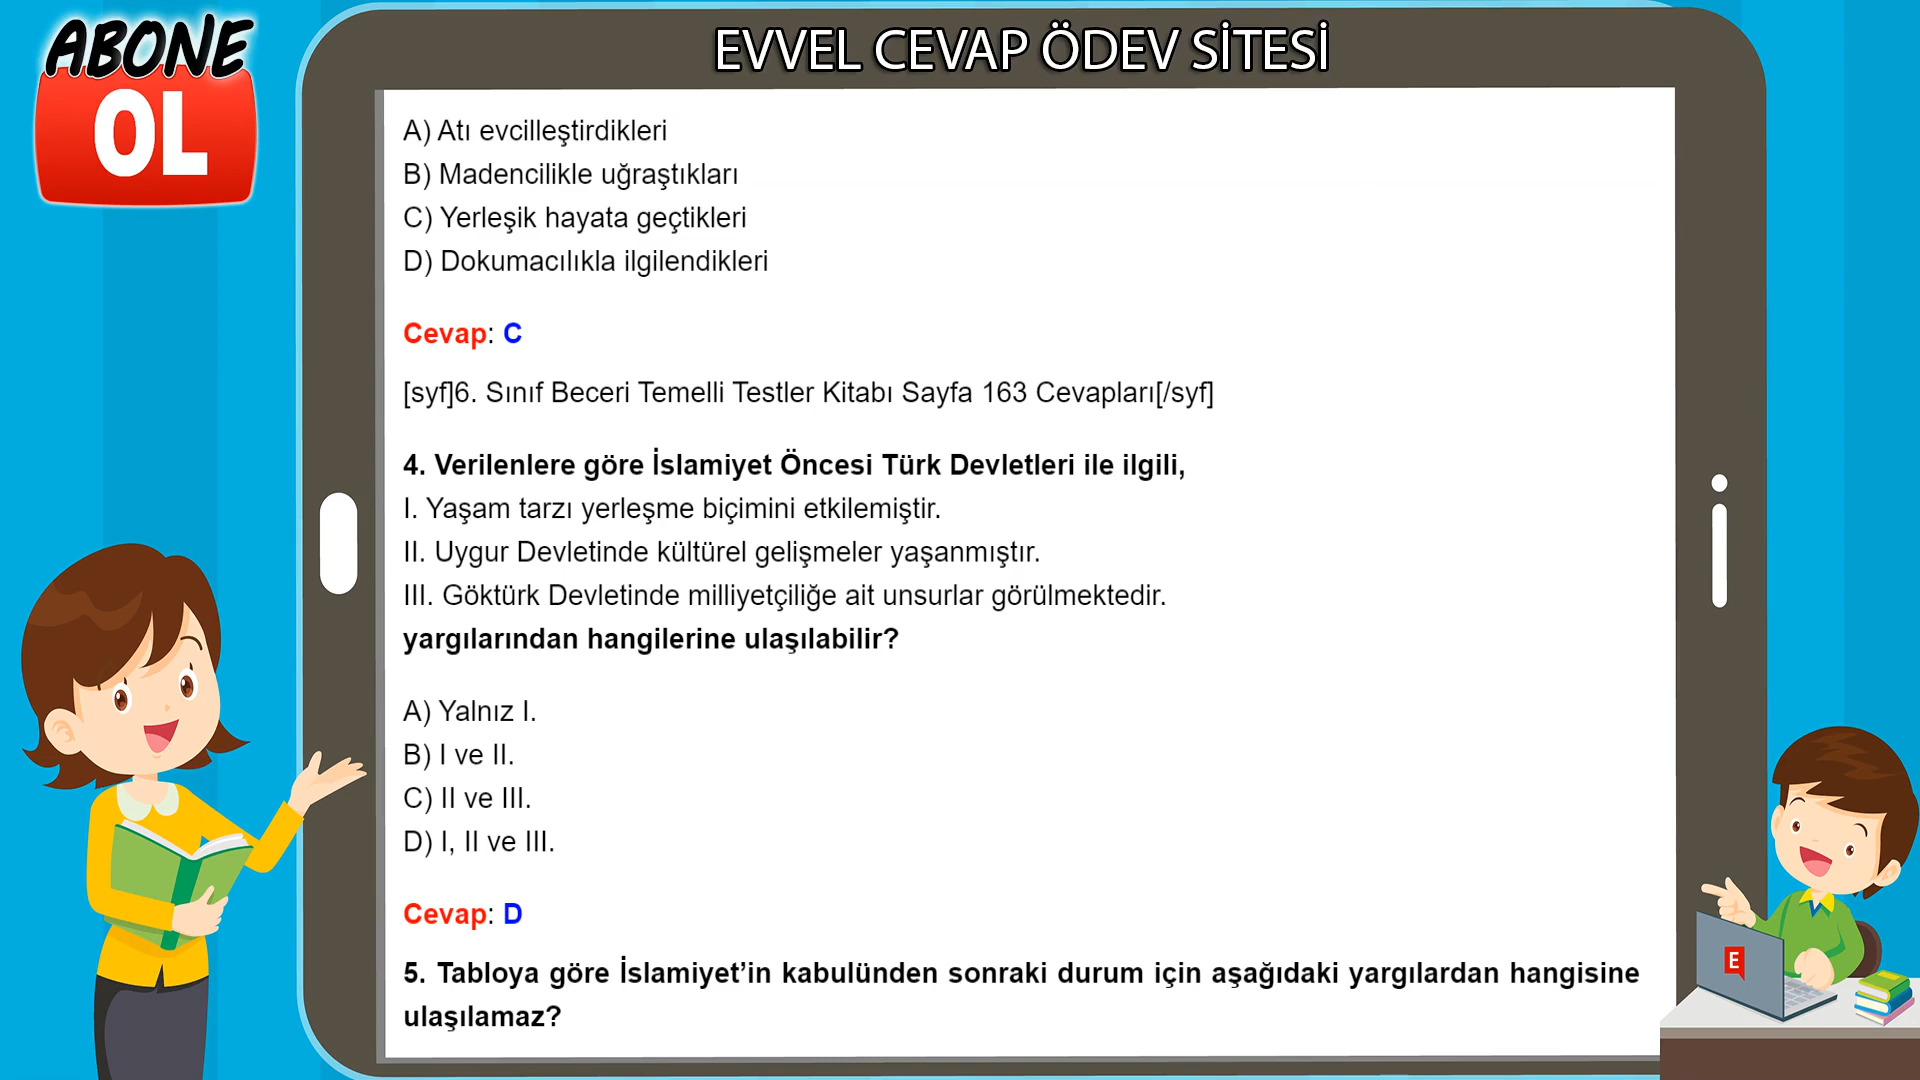 ABONE
OL
EVVEL CEVAP ÖDEV SİTESİ
A) Atı evcilleştirdikleri
B) Madencilikle uğraştıkları
C) Yerleşik hayata geçtikleri
D) Dokumacılıkla ilgilendikleri
Cevap: C
[syf]6. Sınıf Beceri Temelli Testler Kitabı Sayfa 163 Cevapları[/syf]
4. Verilenlere göre İslamiyet Öncesi Türk Devletleri ile ilgili,
I. Yaşam tarzı yerleşme biçimini etkilemiştir.
II. Uygur Devletinde kültürel gelişmeler yaşanmıştır.
III. Göktürk Devletinde milliyetçiliğe ait unsurlar görülmektedir.
yargılarından hangilerine ulaşılabilir?
A) Yalnız I.
B) I ve II.
C) II ve III.
D) I, II ve III.
Cevap: D
5. Tabloya göre İslamiyet’in kabulünden sonraki durum için aşağıdaki yargılardan hangisine
ulaşılamaz?
E